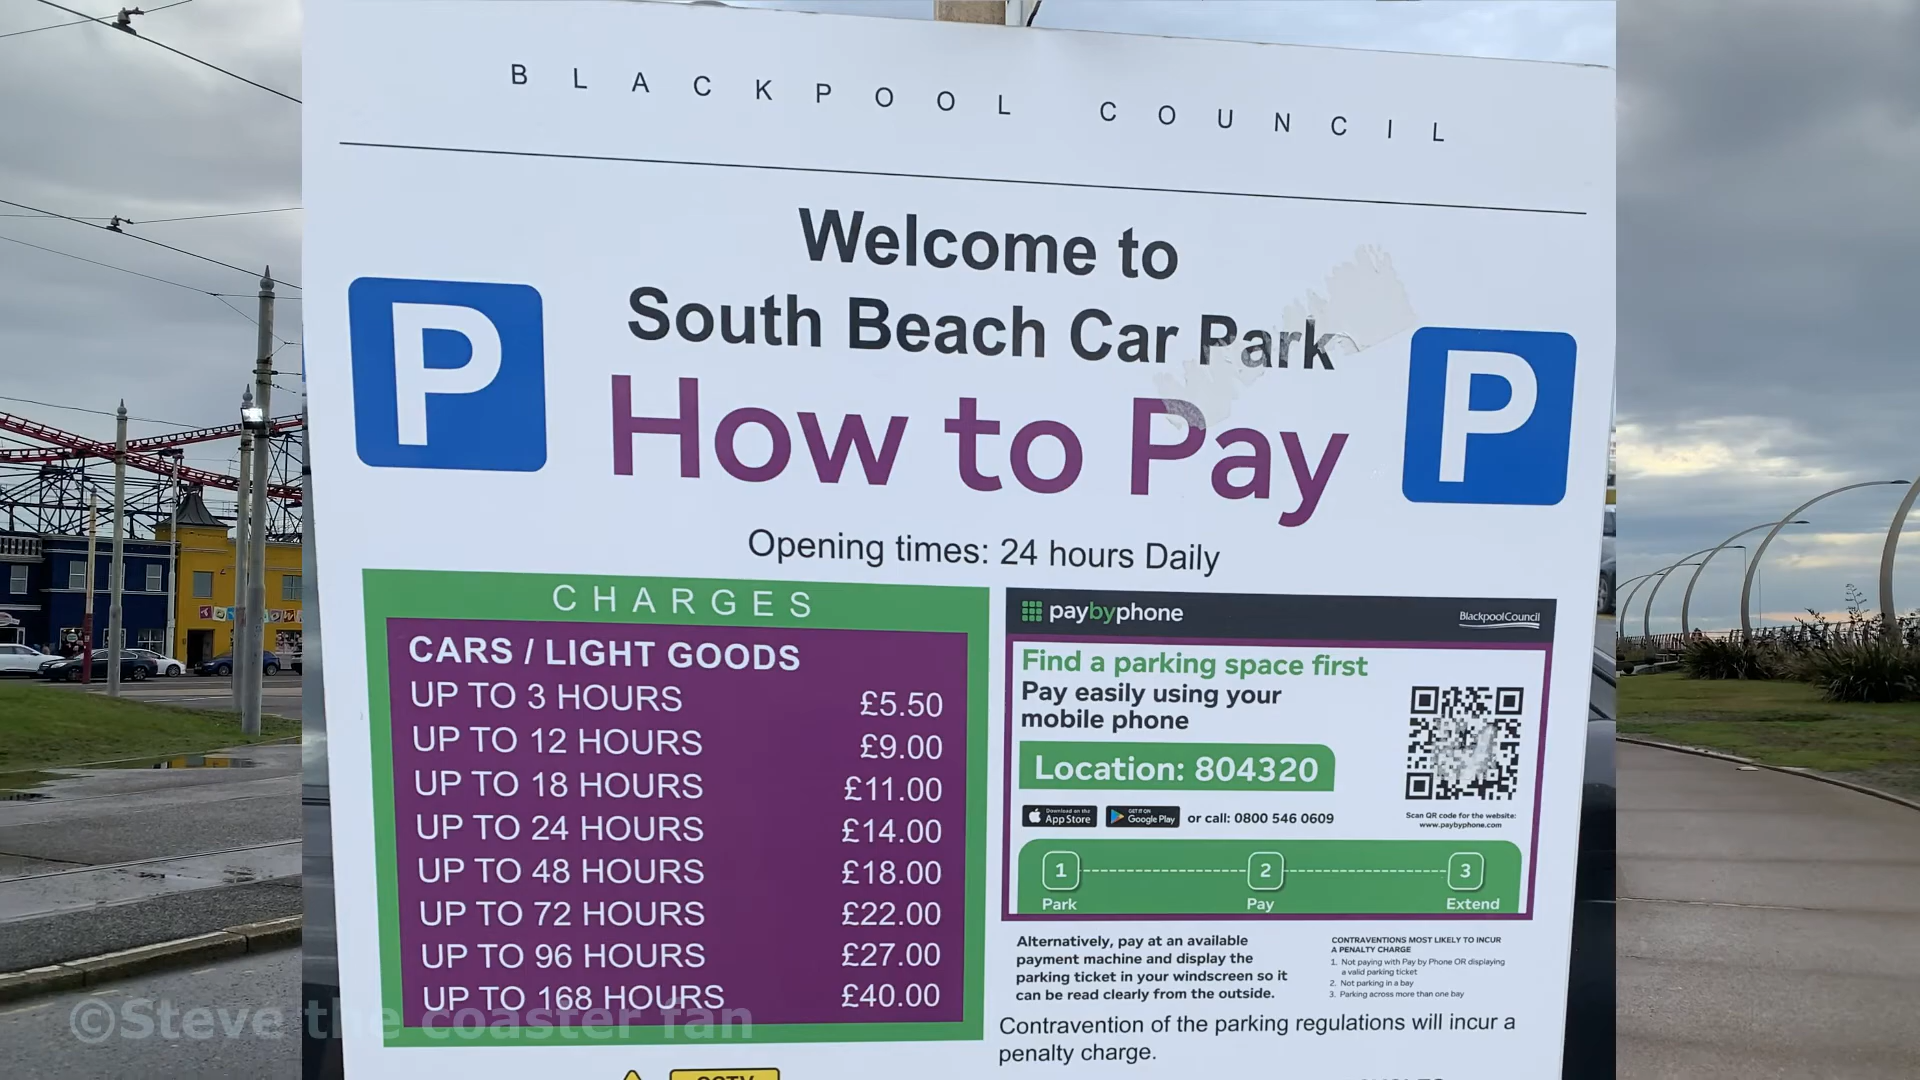 BLACKPOOL COUNCIL
Welcome to
South Beach Car Park
How to Pay
P
P
Opening times: 24 hours Daily
CHARGES
CARS / LIGHT GOODS
UP TO 3 HOURS £5.50
UP TO 12 HOURS £9.00
UP TO 18 HOURS £11.00
UP TO 24 HOURS £14.00
UP TO 48 HOURS £18.00
UP TO 72 HOURS £22.00
UP TO 96 HOURS £27.00
UP TO 168 HOURS £40.00
paybyphone
BlackpoolCouncil
Find a parking space first
Pay easily using your
mobile phone
Location: 804320
Download on the
App Store
GET IT ON
Google Play
or call: 0800 546 0609
Scan QR code for the website:
www.paybyphone.com
1 2 3
Park Pay Extend
Alternatively, pay at an available
payment machine and display the
parking ticket in your windscreen so it
can be read clearly from the outside.
CONTRAVENTIONS MOST LIKELY TO INCUR
A PENALTY CHARGE
1. Not paying with Pay by Phone OR displaying
a valid parking ticket
2. Not parking in a bay
3. Parking across more than one bay
Contravention of the parking regulations will incur a
penalty charge.
CCTV
©Steve the coaster fan